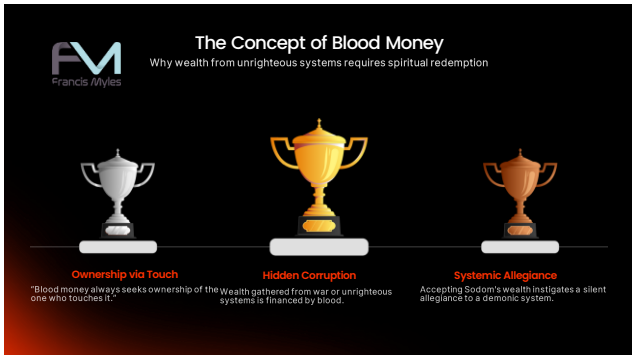 The Concept of Blood Money
Why wealth from unrighteous systems requires spiritual redemption
FM
Francis Myles
Ownership via Touch
"Blood money always seeks ownership of the
one who touches it."
Hidden Corruption
Wealth gathered from war or unrighteous
systems is financed by blood.
Systemic Allegiance
Accepting Sodom's wealth instigates a silent
allegiance to a demonic system.